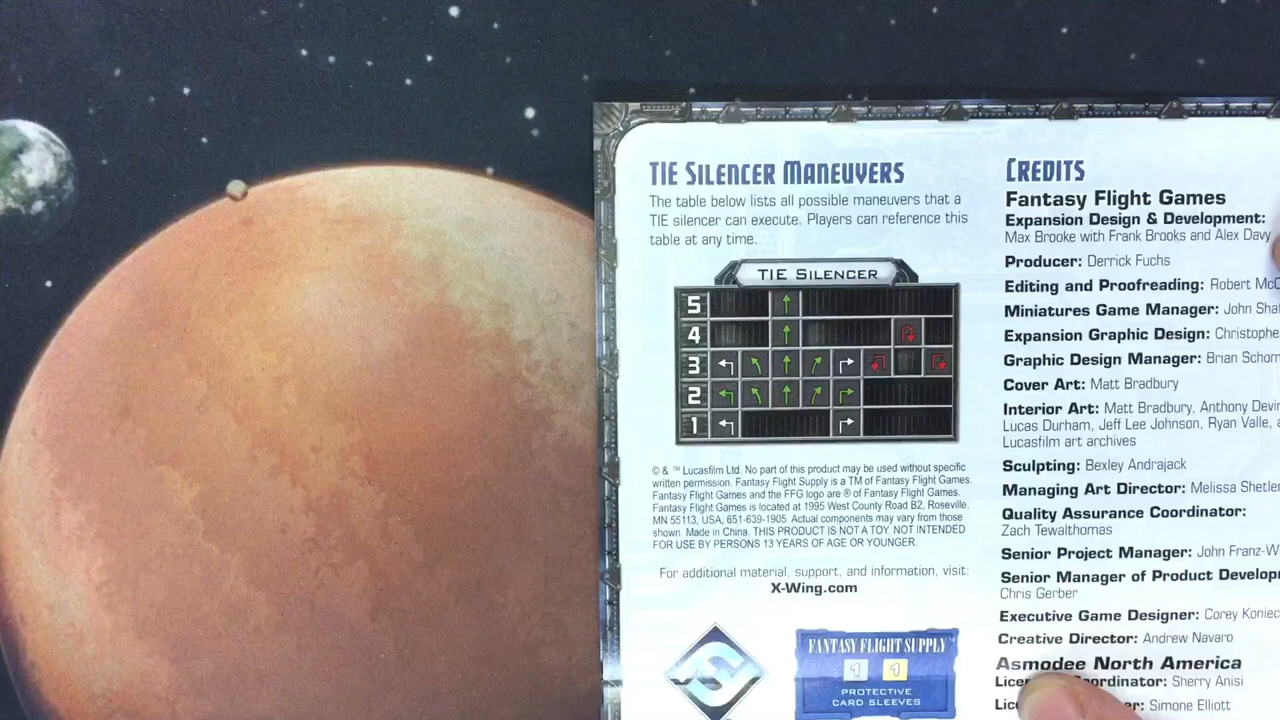 TIE SILENCER MANEUVERS
The table below lists all possible maneuvers that a
TIE silencer can execute. Players can reference this
table at any time.
TIE SILENCER
5
4
3
2
1
© & ™ Lucasfilm Ltd. No part of this product may be used without specific
written permission. Fantasy Flight Supply is a TM of Fantasy Flight Games.
Fantasy Flight Games and the FFG logo are ® of Fantasy Flight Games.
Fantasy Flight Games is located at 1995 West County Road B2, Roseville,
MN 55113, USA, 651-639-1905. Actual components may vary from those
shown. Made in China. THIS PRODUCT IS NOT A TOY. NOT INTENDED
FOR USE BY PERSONS 13 YEARS OF AGE OR YOUNGER.
For additional material, support, and information, visit:
X-Wing.com
FANTASY FLIGHT SUPPLY
1 1
PROTECTIVE
CARD SLEEVES
CREDITS
Fantasy Flight Games
Expansion Design & Development:
Max Brooke with Frank Brooks and Alex Davy
Producer: Derrick Fuchs
Editing and Proofreading: Robert
Miniatures Game Manager: John
Expansion Graphic Design:
Graphic Design Manager: Brian
Cover Art: Matt Bradbury
Interior Art: Matt Bradbury, Anthony
Lucas Durham, Jeff Lee Johnson, Ryan Valle,
Lucasfilm art archives
Sculpting: Bexley Andrajack
Managing Art Director: Melissa
Quality Assurance Coordinator:
Zach Tewalthomas
Senior Project Manager: John
Senior Manager of Product
Chris Gerber
Executive Game Designer: Corey
Creative Director: Andrew Navaro
Asmodee North America
Sherry Anisi
Simone Elliott